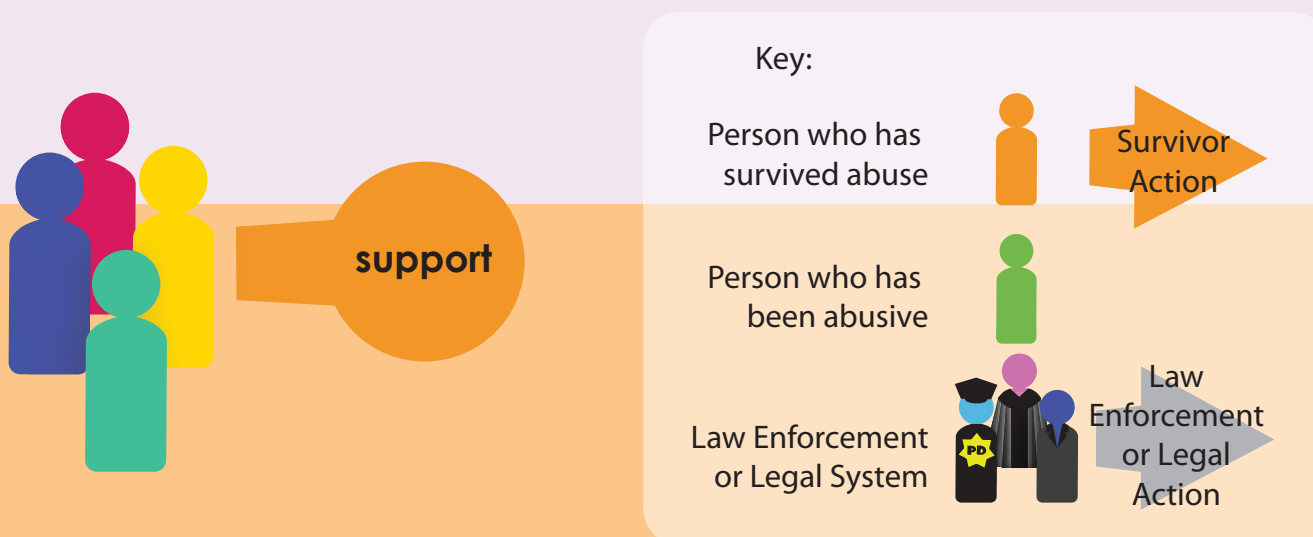 support
Key:
Person who has
survived abuse
Survivor
Action
Person who has
been abusive
Law Enforcement
or Legal System
PD
Law
Enforcement
or Legal
Action